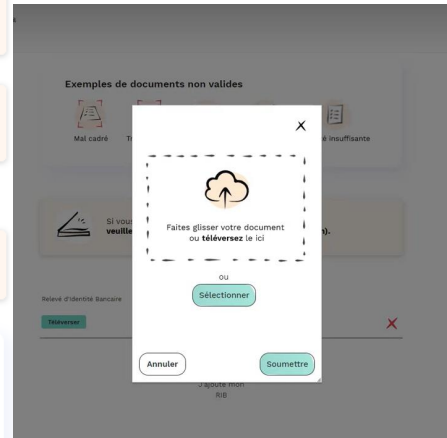 Exemples de documents non valides
Mal cadré
insuffisante
Si vous
veuille
Faites glisser votre document
ou téléversez le ici
ou
Sélectionner
Relevé d'Identité Bancaire
Téléverser
Annuler
Soumettre
J'ajoute mon
RIB